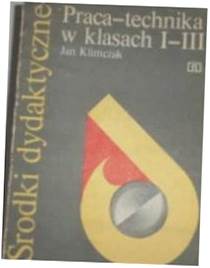 Środki dydaktyczne
Praca-technika
w klasach I-III
Jan Klimczak